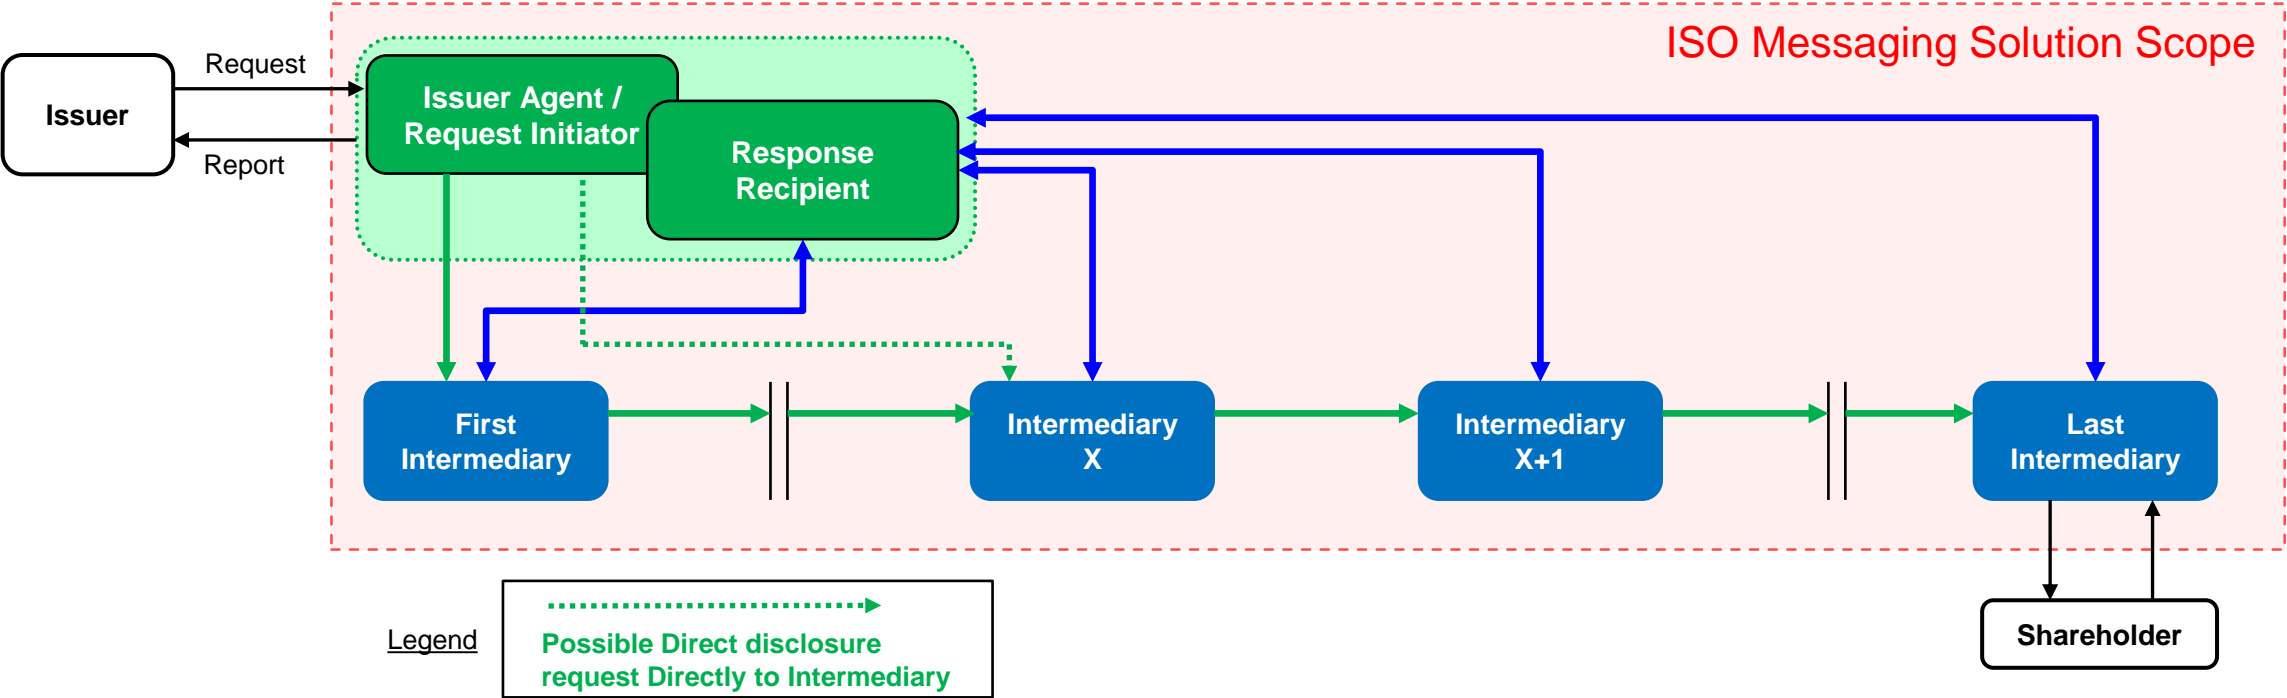 ISO Messaging Solution Scope
Request
Issuer
Report
Issuer Agent /
Request Initiator
Response
Recipient
First
Intermediary
Intermediary
X
Intermediary
X+1
Last
Intermediary
Shareholder
Legend
Possible Direct disclosure
request Directly to Intermediary